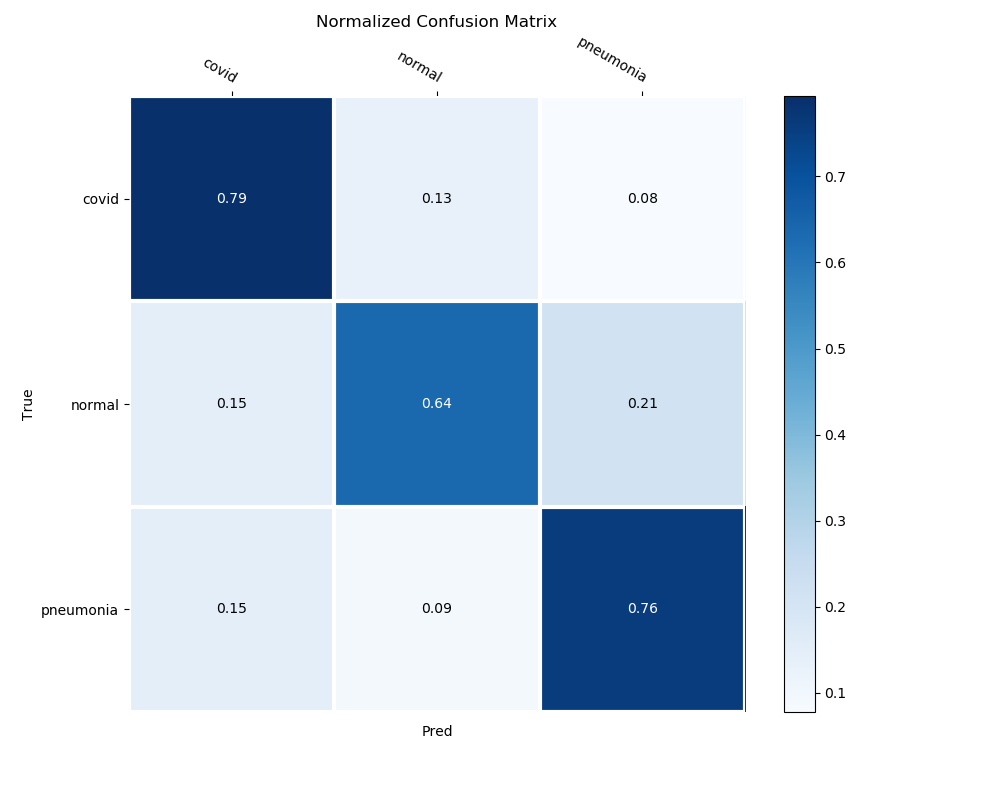 Normalized Confusion Matrix
covid normal pneumonia
covid 0.79 0.13 0.08
normal 0.15 0.64 0.21
pneumonia 0.15 0.09 0.76
True
Pred
0.7
0.6
0.5
0.4
0.3
0.2
0.1